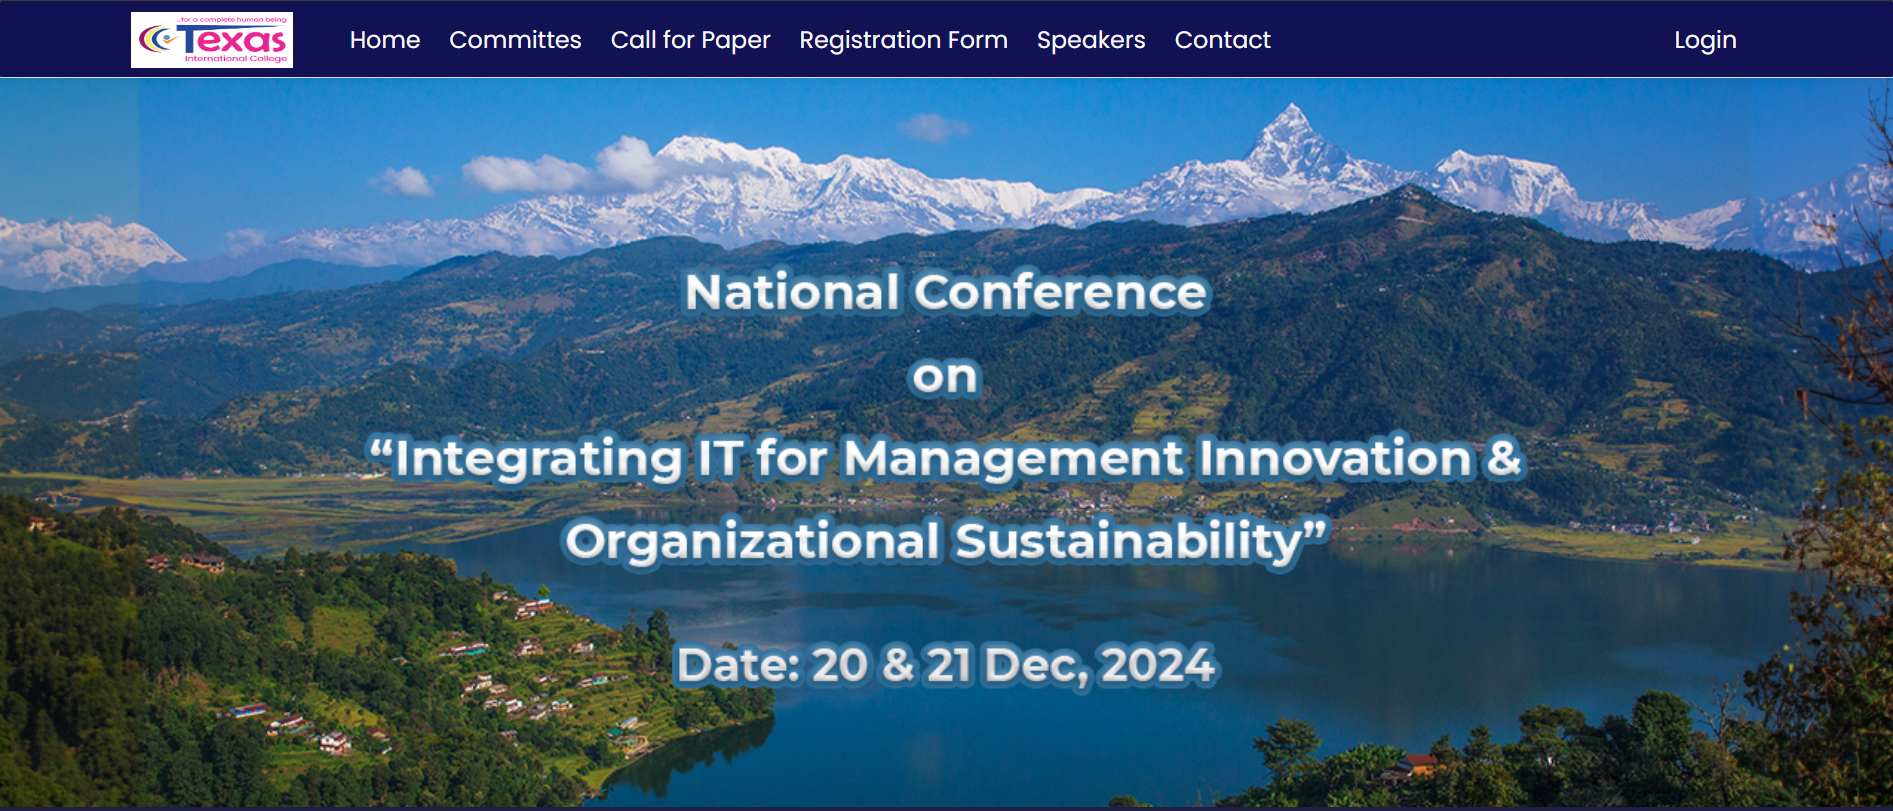 ...for a complete human being
Texas
International College
Home Committes Call for Paper Registration Form Speakers Contact Login
National Conference
on
“Integrating IT for Management Innovation &
Organizational Sustainability”
Date: 20 & 21 Dec, 2024